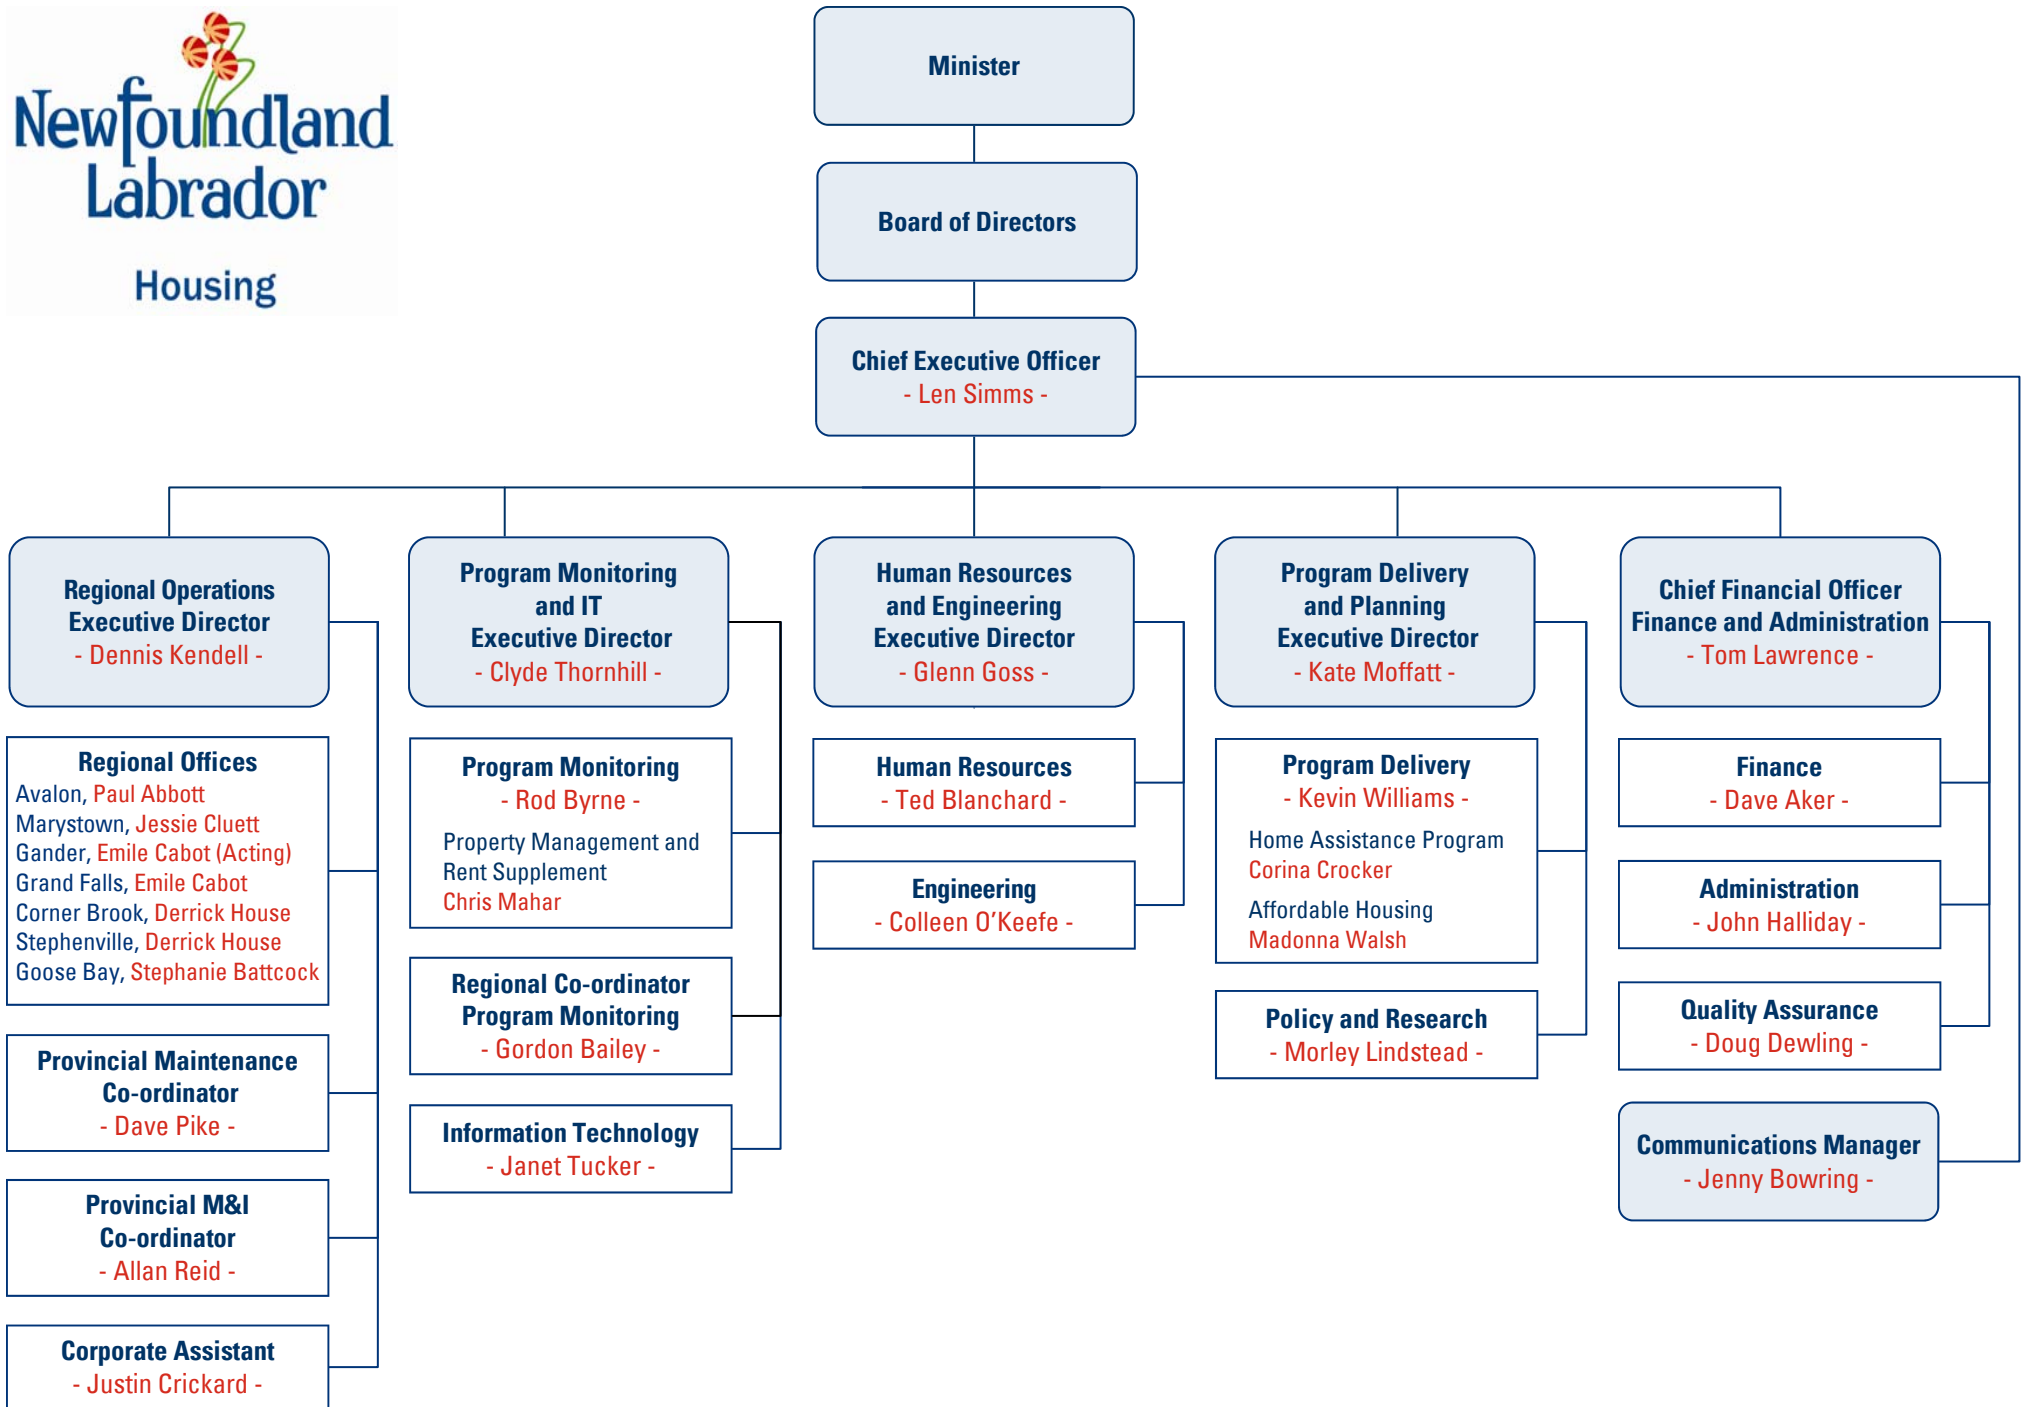 Newfoundland
Labrador
Housing
Minister
Board of Directors
Chief Executive Officer
- Len Simms -
Regional Operations
Executive Director
- Dennis Kendell -
Regional Offices
Avalon, Paul Abbott
Marystown, Jessie Cluett
Gander, Emile Cabot (Acting)
Grand Falls, Emile Cabot
Corner Brook, Derrick House
Stephenville, Derrick House
Goose Bay, Stephanie Battcock
Provincial Maintenance
Co-ordinator
- Dave Pike -
Provincial M&I
Co-ordinator
- Allan Reid -
Corporate Assistant
- Justin Crickard -
Program Monitoring
and IT
Executive Director
- Clyde Thornhill -
Program Monitoring
- Rod Byrne -
Property Management and
Rent Supplement
Chris Mahar
Regional Co-ordinator
Program Monitoring
- Gordon Bailey -
Information Technology
- Janet Tucker -
Human Resources
and Engineering
Executive Director
- Glenn Goss -
Human Resources
- Ted Blanchard -
Engineering
- Colleen O’Keefe -
Program Delivery
and Planning
Executive Director
- Kate Moffatt -
Program Delivery
- Kevin Williams -
Home Assistance Program
Corina Crocker
Affordable Housing
Madonna Walsh
Policy and Research
- Morley Lindstead -
Chief Financial Officer
Finance and Administration
- Tom Lawrence -
Finance
- Dave Aker -
Administration
- John Halliday -
Quality Assurance
- Doug Dewling -
Communications Manager
- Jenny Bowring -